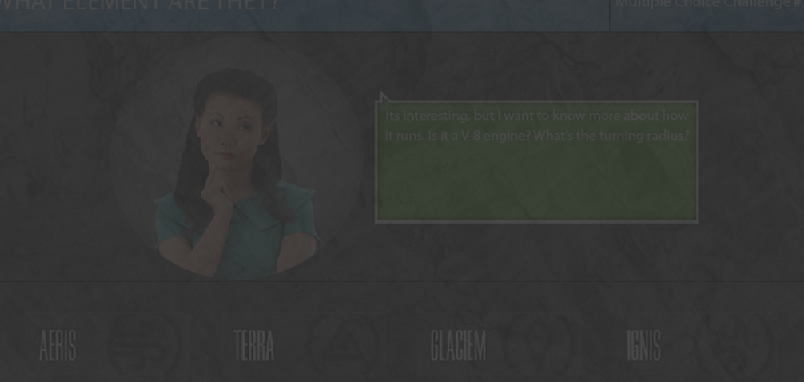 WHAT ELEMENT ARE THEY?
Multiple Choice Challenge
Its interesting, but I want to know more about how
it runs. Is it a V-8 engine? What's the turning radius?
AERIS
TERRA
GLACIEM
IGNIS